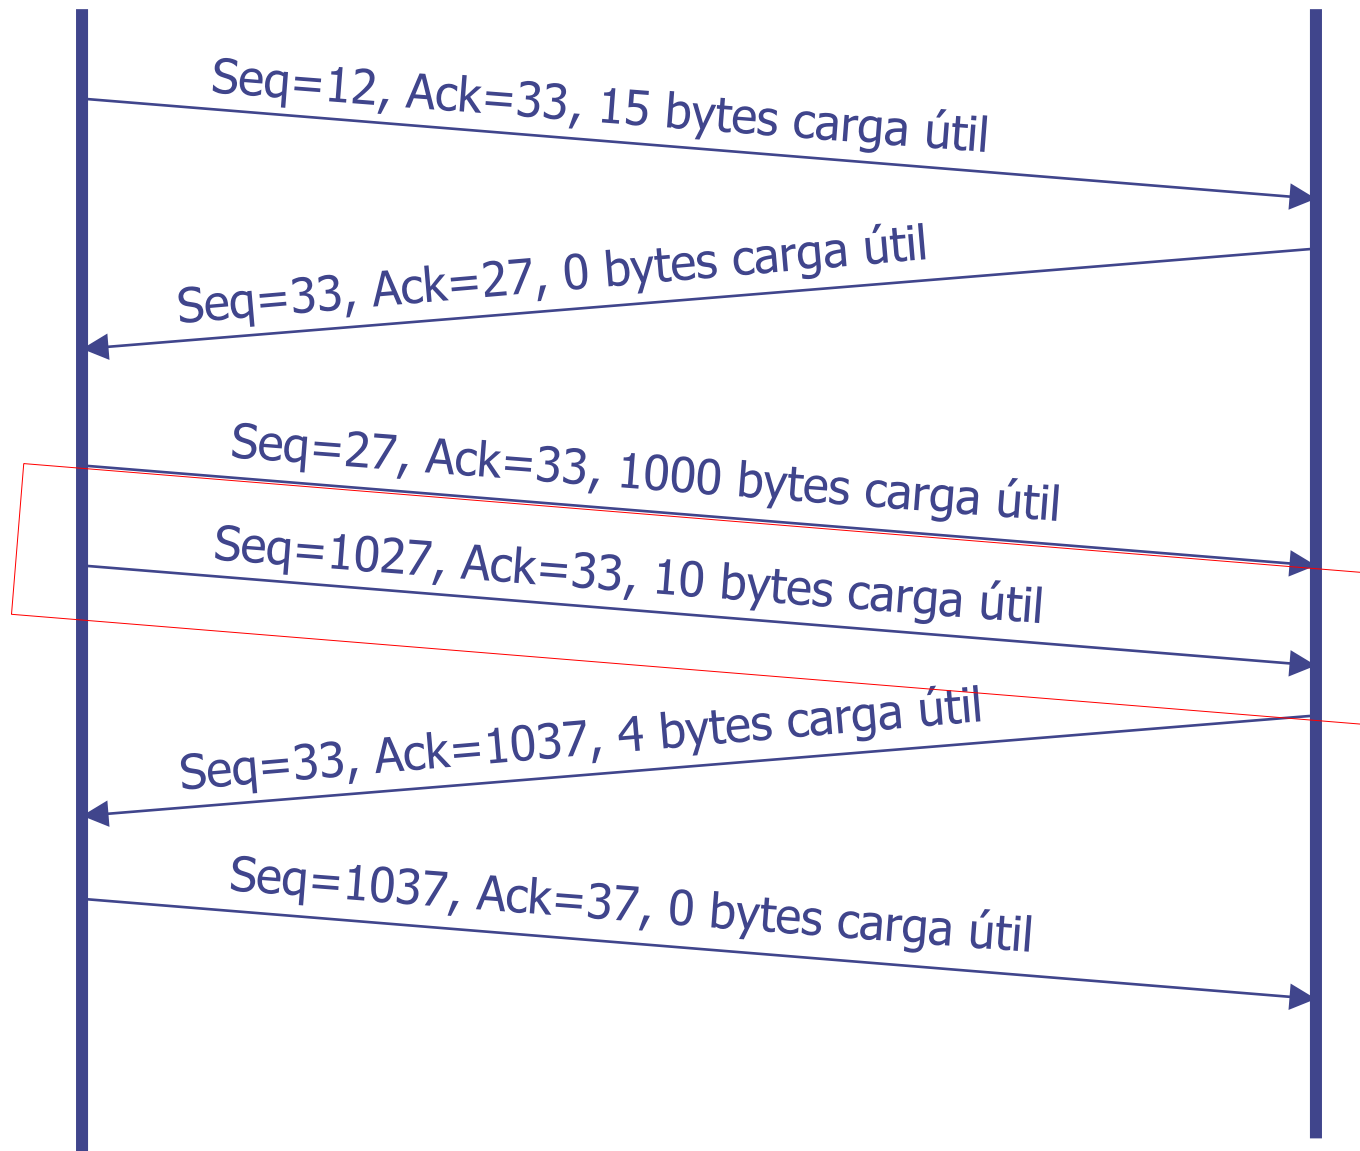 Seq=12, Ack=33, 15 bytes carga útil
Seq=33, Ack=27, 0 bytes carga útil
Seq=27, Ack=33, 1000 bytes carga útil
Seq=1027, Ack=33, 10 bytes carga útil
Seq=33, Ack=1037, 4 bytes carga útil
Seq=1037, Ack=37, 0 bytes carga útil